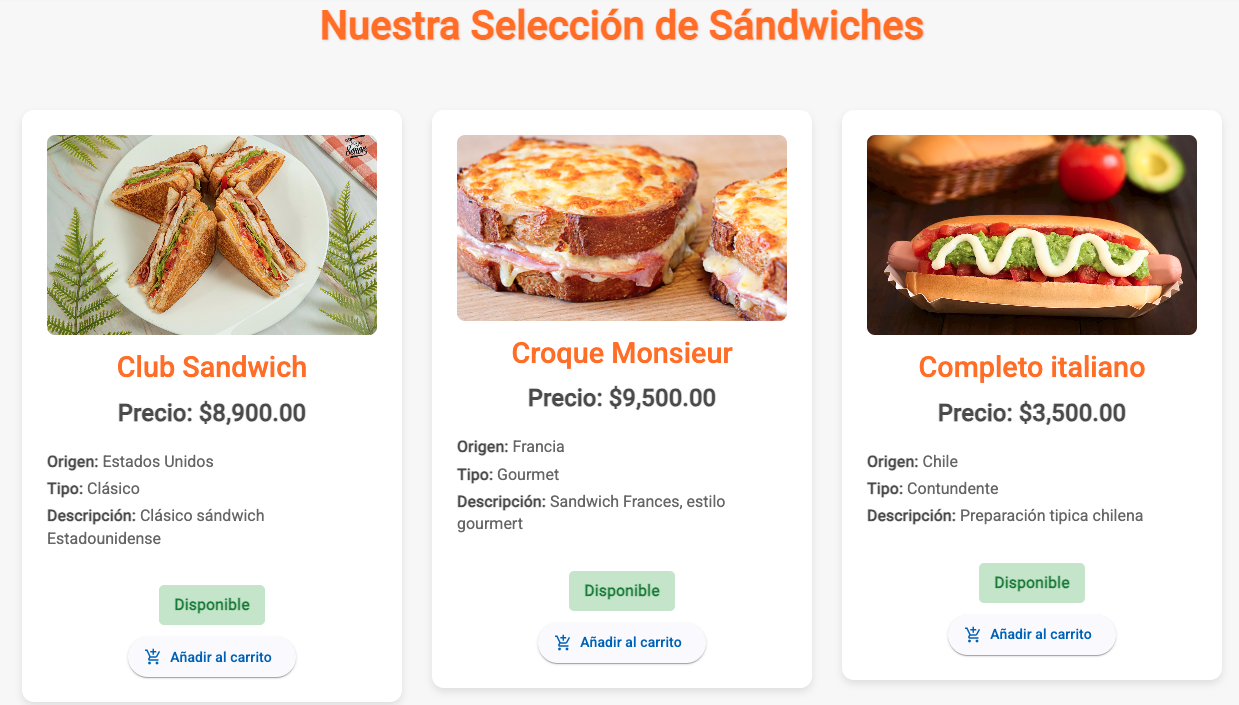 Nuestra Selección de Sándwiches
Club Sandwich
Precio: $8,900.00
Origen: Estados Unidos
Tipo: Clásico
Descripción: Clásico sándwich
Estadounidense
Disponible
Añadir al carrito
Croque Monsieur
Precio: $9,500.00
Origen: Francia
Tipo: Gourmet
Descripción: Sandwich Frances, estilo
gourmert
Disponible
Añadir al carrito
Completo italiano
Precio: $3,500.00
Origen: Chile
Tipo: Contundente
Descripción: Preparación tipica chilena
Disponible
Añadir al carrito